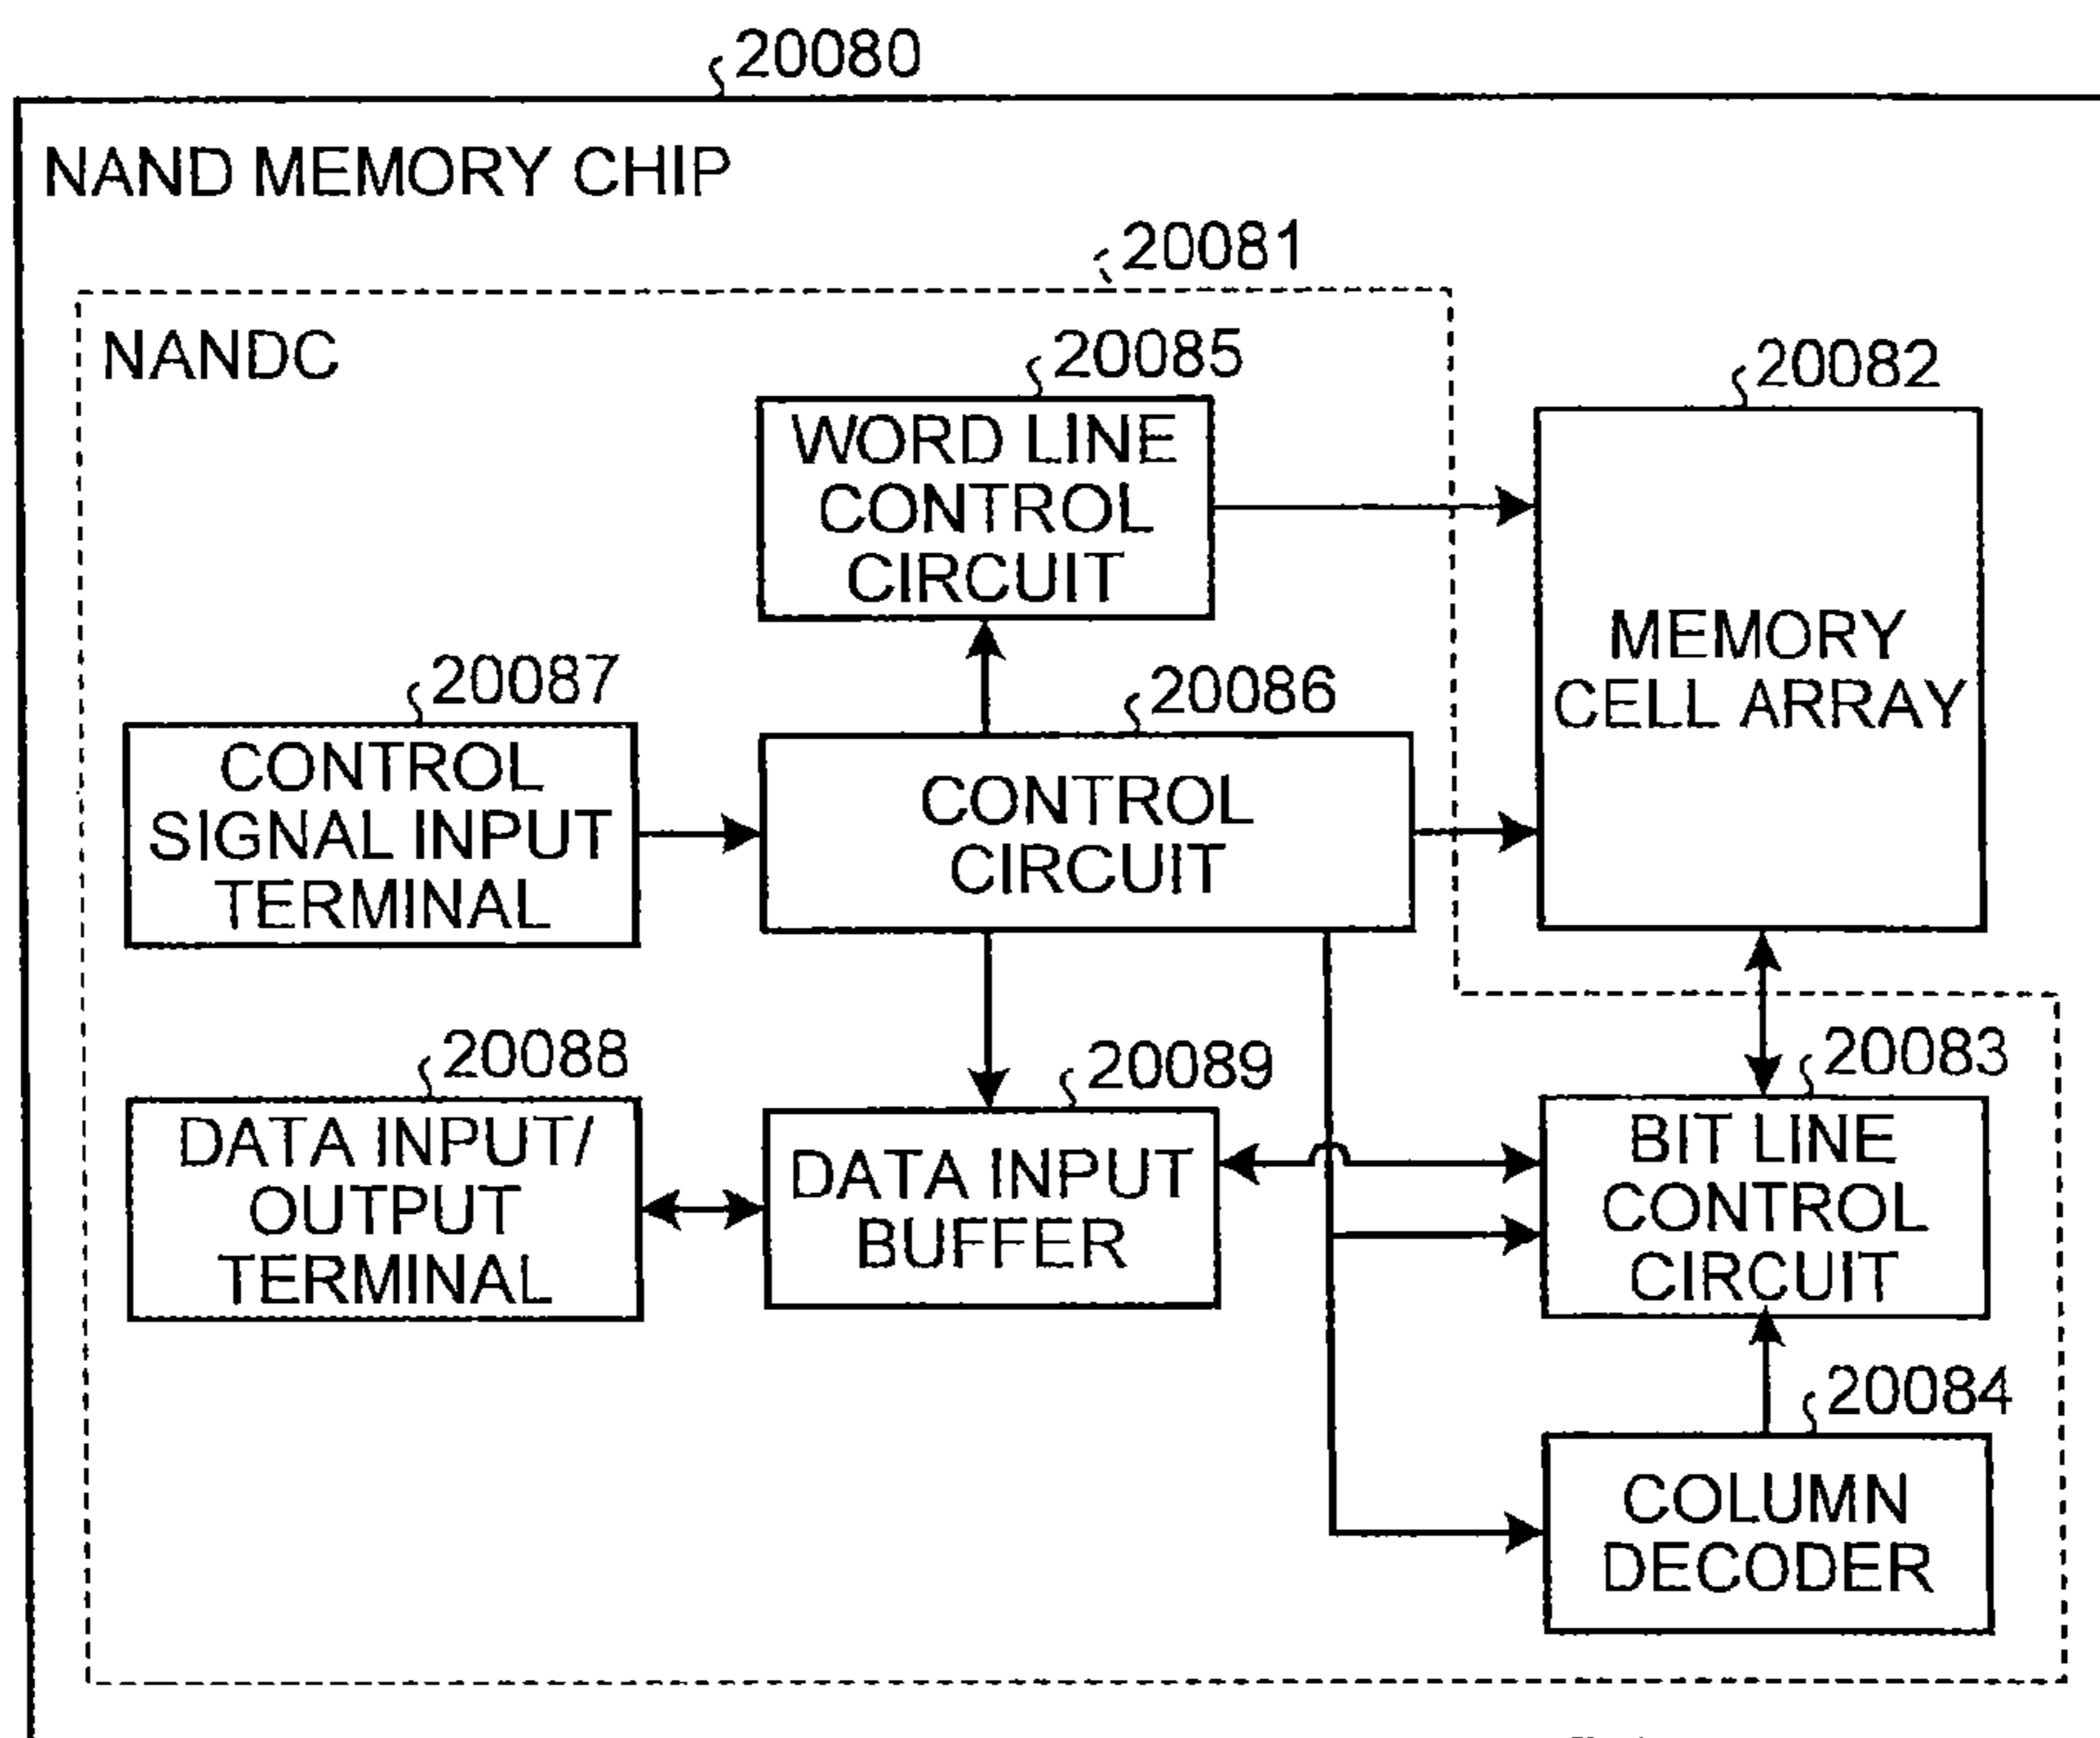 20080
NAND MEMORY CHIP
20081
NANDC
20085
WORD LINE
CONTROL
CIRCUIT
20082
MEMORY
CELL ARRAY
20087
CONTROL
SIGNAL INPUT
TERMINAL
20086
CONTROL
CIRCUIT
20088
DATA INPUT/
OUTPUT
TERMINAL
20089
DATA INPUT
BUFFER
20083
BIT LINE
CONTROL
CIRCUIT
20084
COLUMN
DECODER